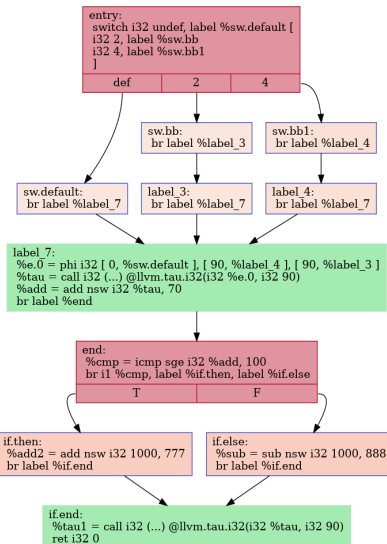 entry:
switch i32 undef, label %sw.default [
i32 2, label %sw.bb
i32 4, label %sw.bb1
]
def 2 4
sw.bb:
br label %label_3
sw.bb1:
br label %label_4
sw.default:
br label %label_7
label_3:
br label %label_7
label_4:
br label %label_7
label_7:
%e.0 = phi i32 [ 0, %sw.default ], [ 90, %label_4 ], [ 90, %label_3 ]
%tau = call i32 (...) @llvm.tau.i32(i32 %e.0, i32 90)
%add = add nsw i32 %tau, 70
br label %end
end:
%cmp = icmp sge i32 %add, 100
br i1 %cmp, label %if.then, label %if.else
T F
if.then:
%add2 = add nsw i32 1000, 777
br label %if.end
if.else:
%sub = sub nsw i32 1000, 888
br label %if.end
if.end:
%tau1 = call i32 (...) @llvm.tau.i32(i32 %tau, i32 90)
ret i32 0